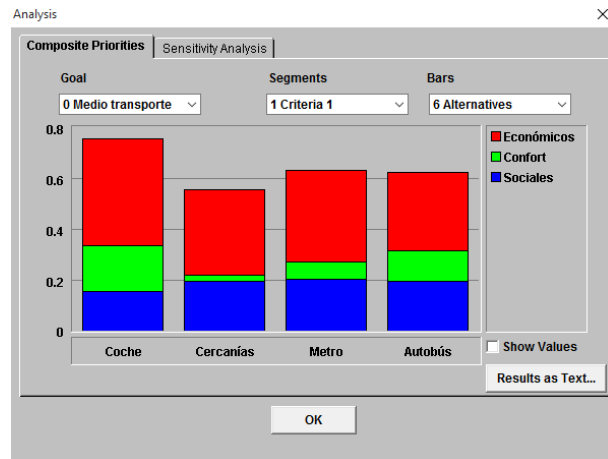 Analysis
Composite Priorities
Sensitivity Analysis
Goal
Segments
Bars
0 Medio transporte
1 Criteria 1
6 Alternatives
0.8
0.6
0.4
0.2
0
Económicos
Confort
Sociales
Coche
Cercanías
Metro
Autobús
Show Values
Results as Text...
OK